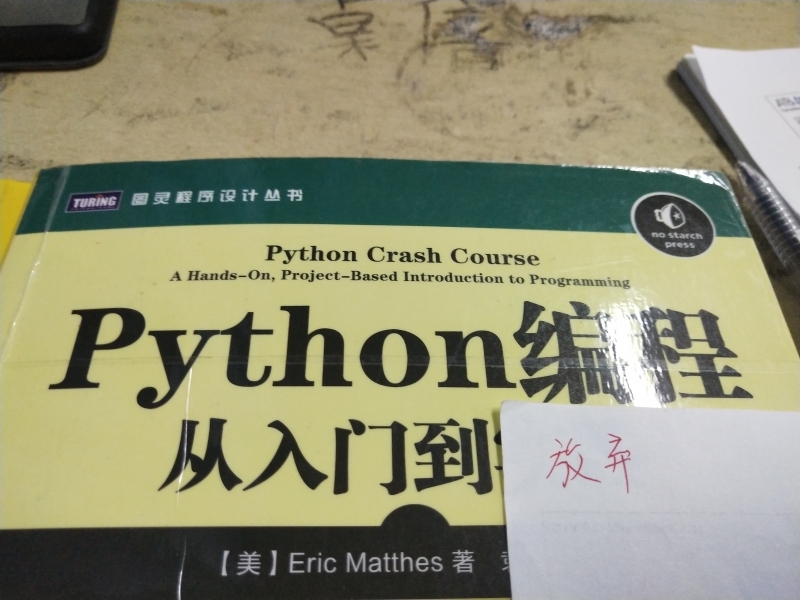 TURING 图灵程序设计丛书
no starch
press
Python Crash Course
A Hands-On, Project-Based Introduction to Programming
Python编程
从入门到
放弃
【美】Eric Matthes 著